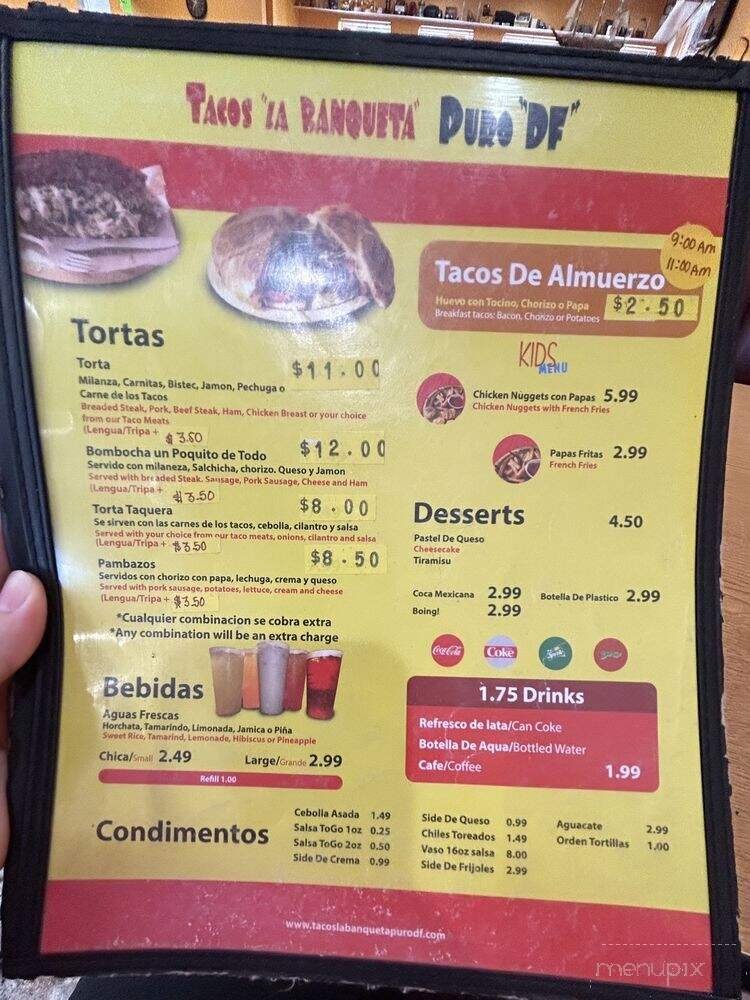 TACOS "LA BANQUETA" PURO "DF"
9:00 Am
11:00 Am
Tacos De Almuerzo
Huevo con Tocino, Chorizo o Papa
Breakfast tacos: Bacon, Chorizo or Potatoes
$2.50
Tortas
Torta $11.00
Milanza, Carnitas, Bistec, Jamon, Pechuga o
Carne de los Tacos
Breaded Steak, Pork, Beef Steak, Ham, Chicken Breast or your choice
from our Taco Meats
(Lengua/Tripa + $3.50
Bombocha un Poquito de Todo $12.00
Servido con milaneza, Salchicha, chorizo. Queso y Jamon
Served with breaded Steak. Sausage, Pork Sausage, Cheese and Ham
(Lengua/Tripa + $3.50
Torta Taquera $8.00
Se sirven con las carnes de los tacos, cebolla, cilantro y salsa
Served with your choice from our taco meats, onions, cilantro and salsa
(Lengua/Tripa + $3.50
Pambazos $8.50
Servidos con chorizo con papa, lechuga, crema y queso
Served with pork sausage, potatoes, lettuce, cream and cheese
(Lengua/Tripa + $3.50
*Cualquier combinacion se cobra extra
*Any combination will be an extra charge
KIDS
MENU
Chicken Nuggets con Papas 5.99
Chicken Nuggets with French Fries
Papas Fritas 2.99
French Fries
Desserts 4.50
Pastel De Queso
Cheesecake
Tiramisu
Coca Mexicana 2.99 Botella De Plastico 2.99
Boing! 2.99
Coca-Cola Coke Sprite
Bebidas
Aguas Frescas
Horchata, Tamarindo, Limonada, Jamica o Piña
Sweet Rice, Tamarind, Lemonade, Hibiscus or Pineapple
Chica/Small 2.49 Large/Grande 2.99
Refill 1.00
1.75 Drinks
Refresco de lata/Can Coke
Botella De Aqua/Bottled Water
Cafe/Coffee 1.99
Condimentos
Cebolla Asada 1.49
Salsa ToGo 1oz 0.25
Salsa ToGo 2oz 0.50
Side De Crema 0.99
Side De Queso 0.99
Chiles Toreados 1.49
Vaso 16oz salsa 8.00
Side De Frijoles 2.99
Aguacate 2.99
Orden Tortillas 1.00
www.tacoslabanquetapurodf.com
menupix